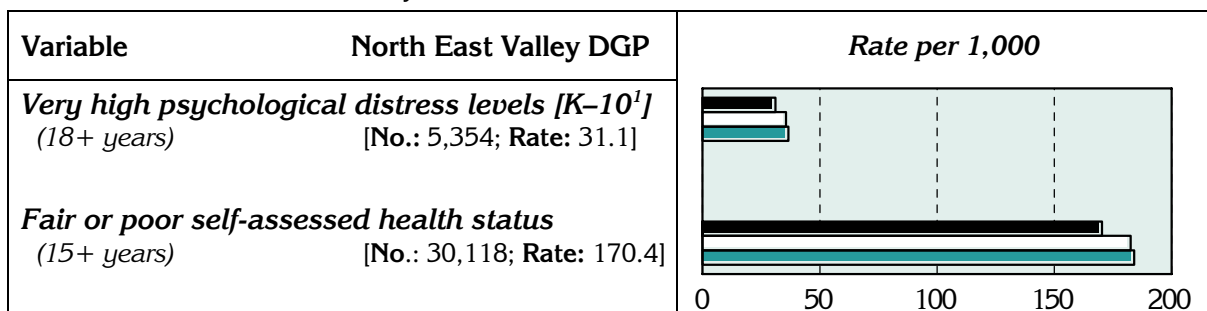 Variable North East Valley DGP Rate per 1,000
Very high psychological distress levels [K–10¹]
(18+ years) [No.: 5,354; Rate: 31.1]
Fair or poor self-assessed health status
(15+ years) [No.: 30,118; Rate: 170.4]
0 50 100 150 200